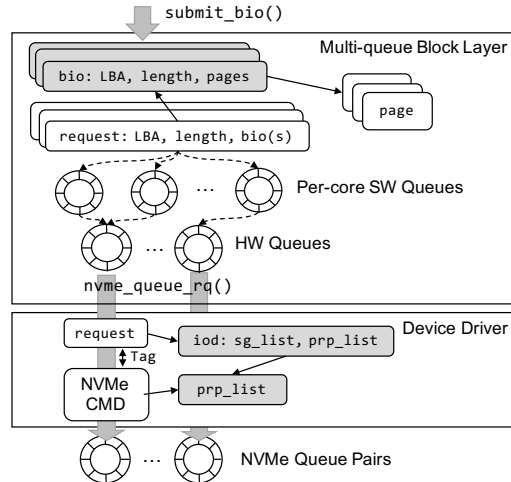 submit_bio()
Multi-queue Block Layer
bio: LBA, length, pages
page
request: LBA, length, bio(s)
...
Per-core SW Queues
...
HW Queues
nvme_queue_rq()
Device Driver
request
iod: sg_list, prp_list
Tag
NVMe
CMD
prp_list
...
...
NVMe Queue Pairs